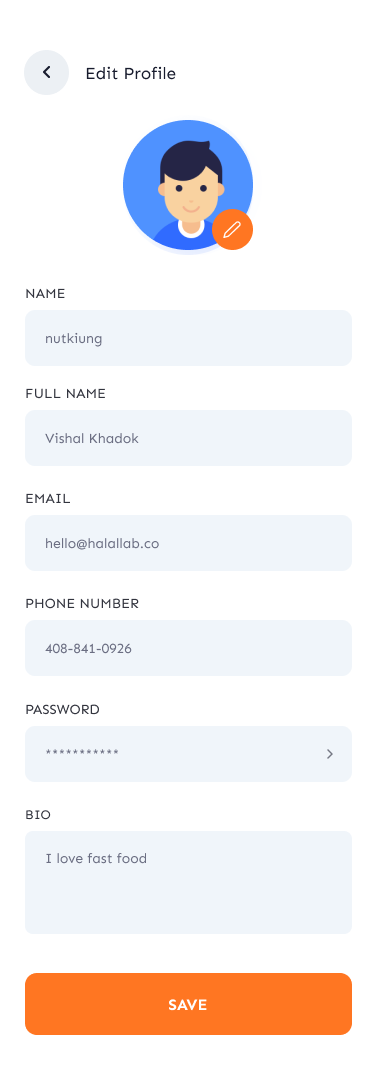 Edit Profile
NAME
nutkiung
FULL NAME
Vishal Khadok
EMAIL
hello@halallab.co
PHONE NUMBER
408-841-0926
PASSWORD
***********
BIO
I love fast food
SAVE